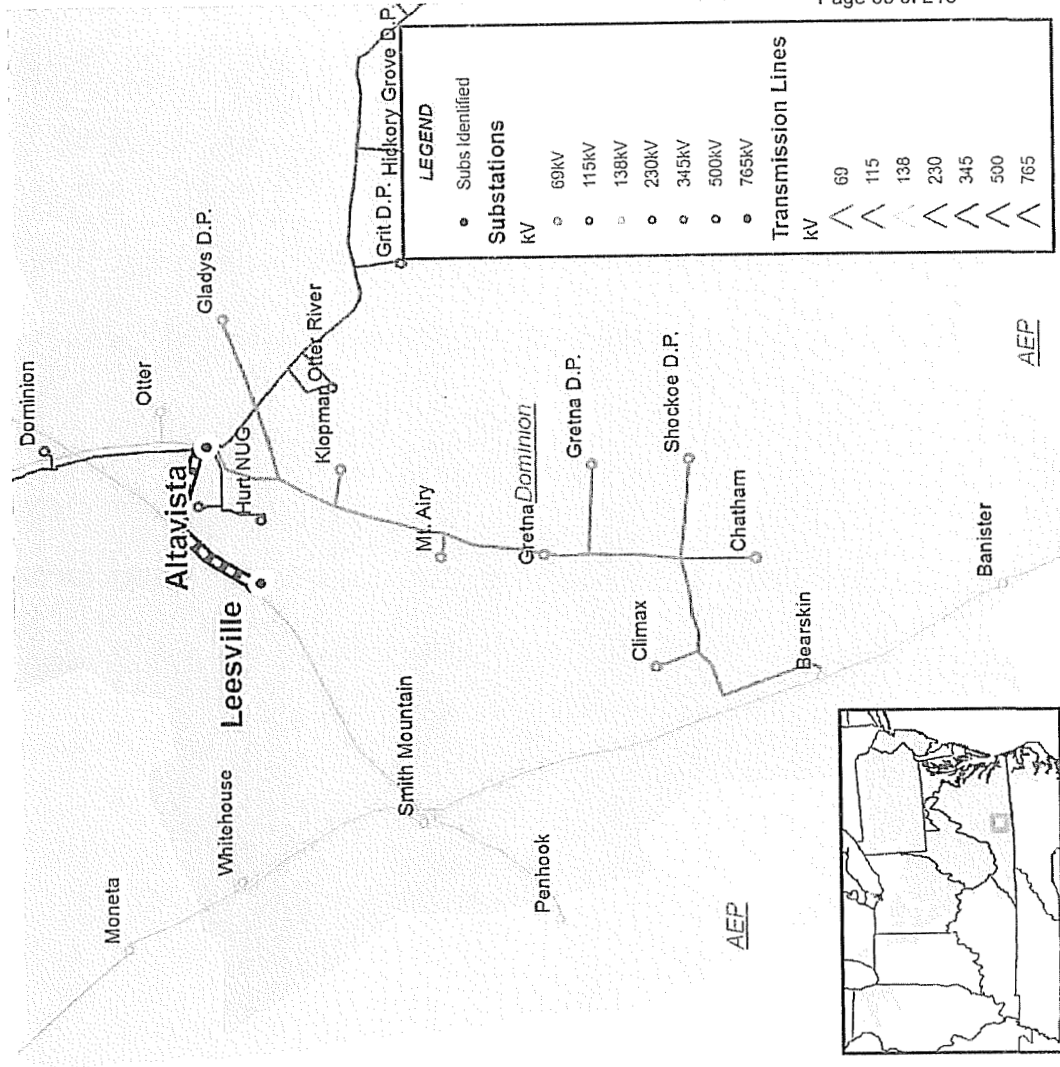 Page of
Dominion
Otter
Gladys D.P.
Grit D.P.
Hickory Grove D.P.
Altavista
Hurt
NUG
Otter River
Klopman
Leesville
Mt. Airy
Moneta
Whitehouse
Smith Mountain
Penhook
Gretna
Dominion
Gretna D.P.
Shockoe D.P.
Chatham
Climax
Bearskin
Banister
AEP
AEP
LEGEND
Subs Identified
Substations
kV
69kV
115kV
138kV
230kV
345kV
500kV
765kV
Transmission Lines
kV
69
115
138
230
345
500
765